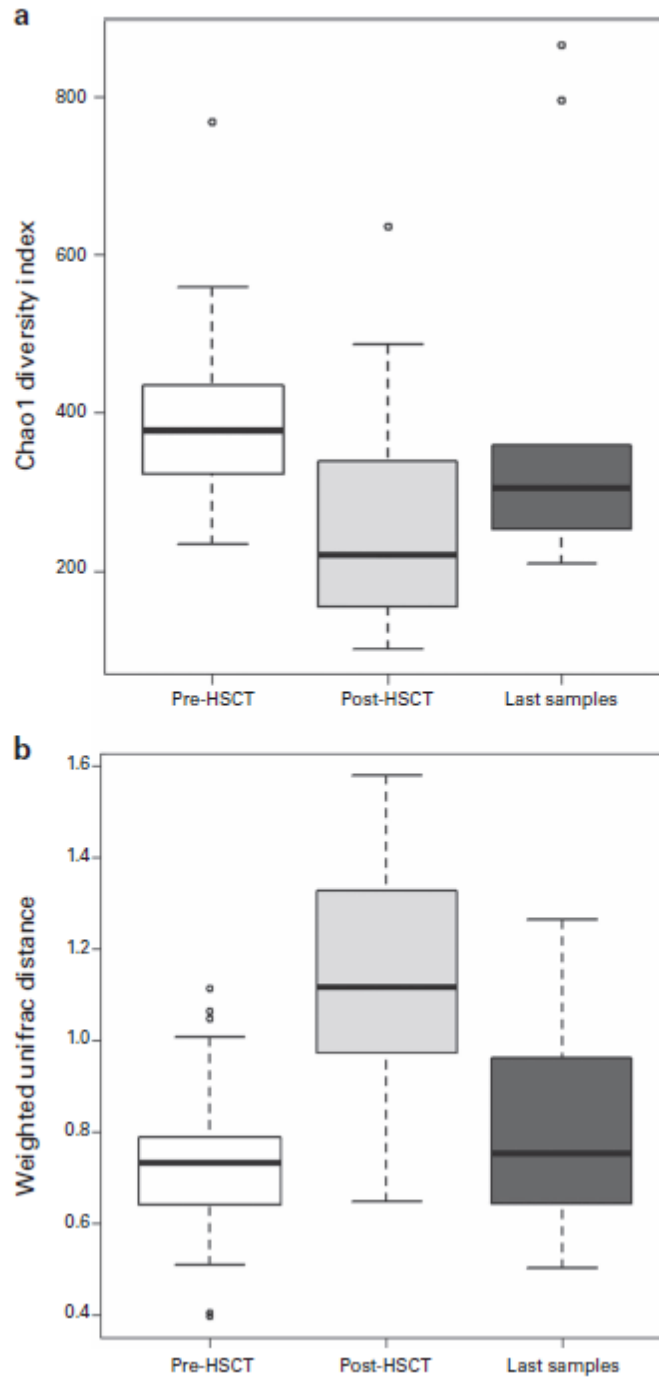 a
Chao1 diversity index
800
600
400
200
Pre-HSCT Post-HSCT Last samples
b
Weighted unifrac distance
1.6
1.4
1.2
1.0
0.8
0.6
0.4
Pre-HSCT Post-HSCT Last samples